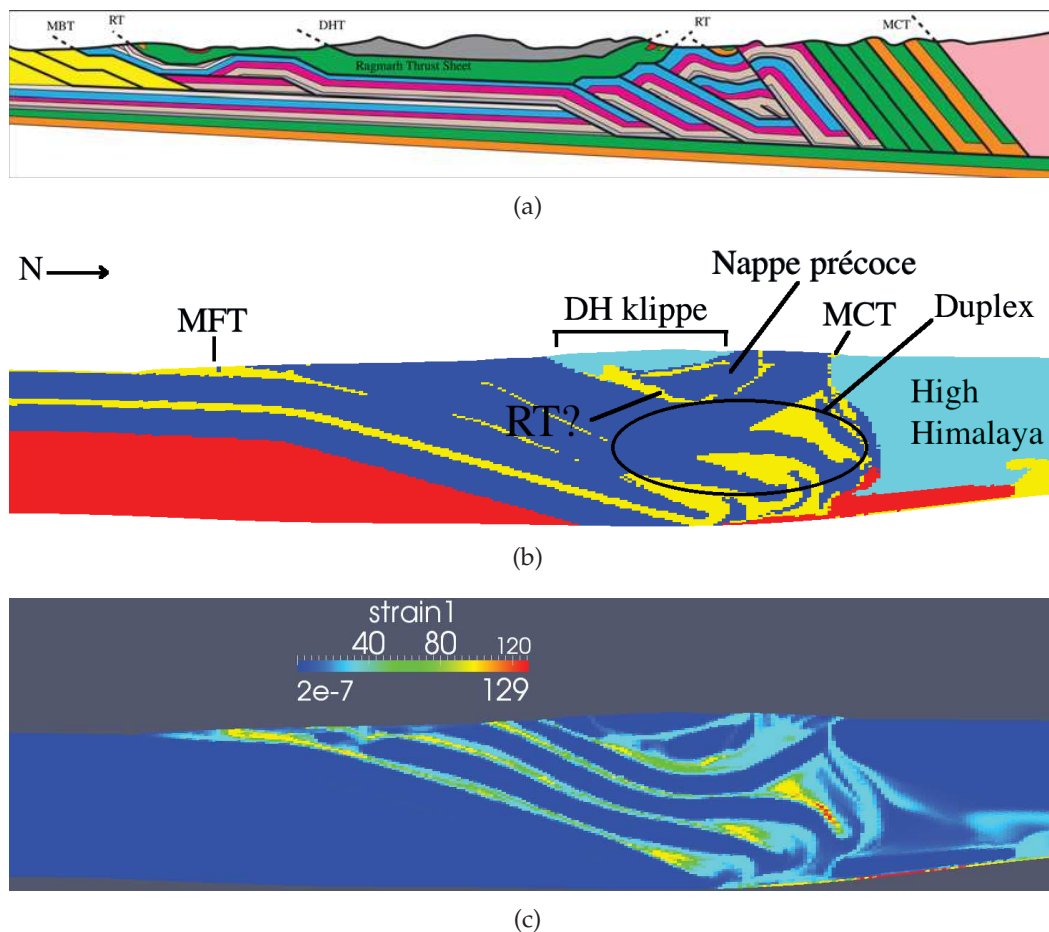 MBT RT DHT RT MCT
Ragmarh Thrust Sheet
(a)
N
Nappe précoce
DH klippe
MCT
Duplex
MFT
RT?
High
Himalaya
(b)
strain1
40 80 120
2e-7 129
(c)